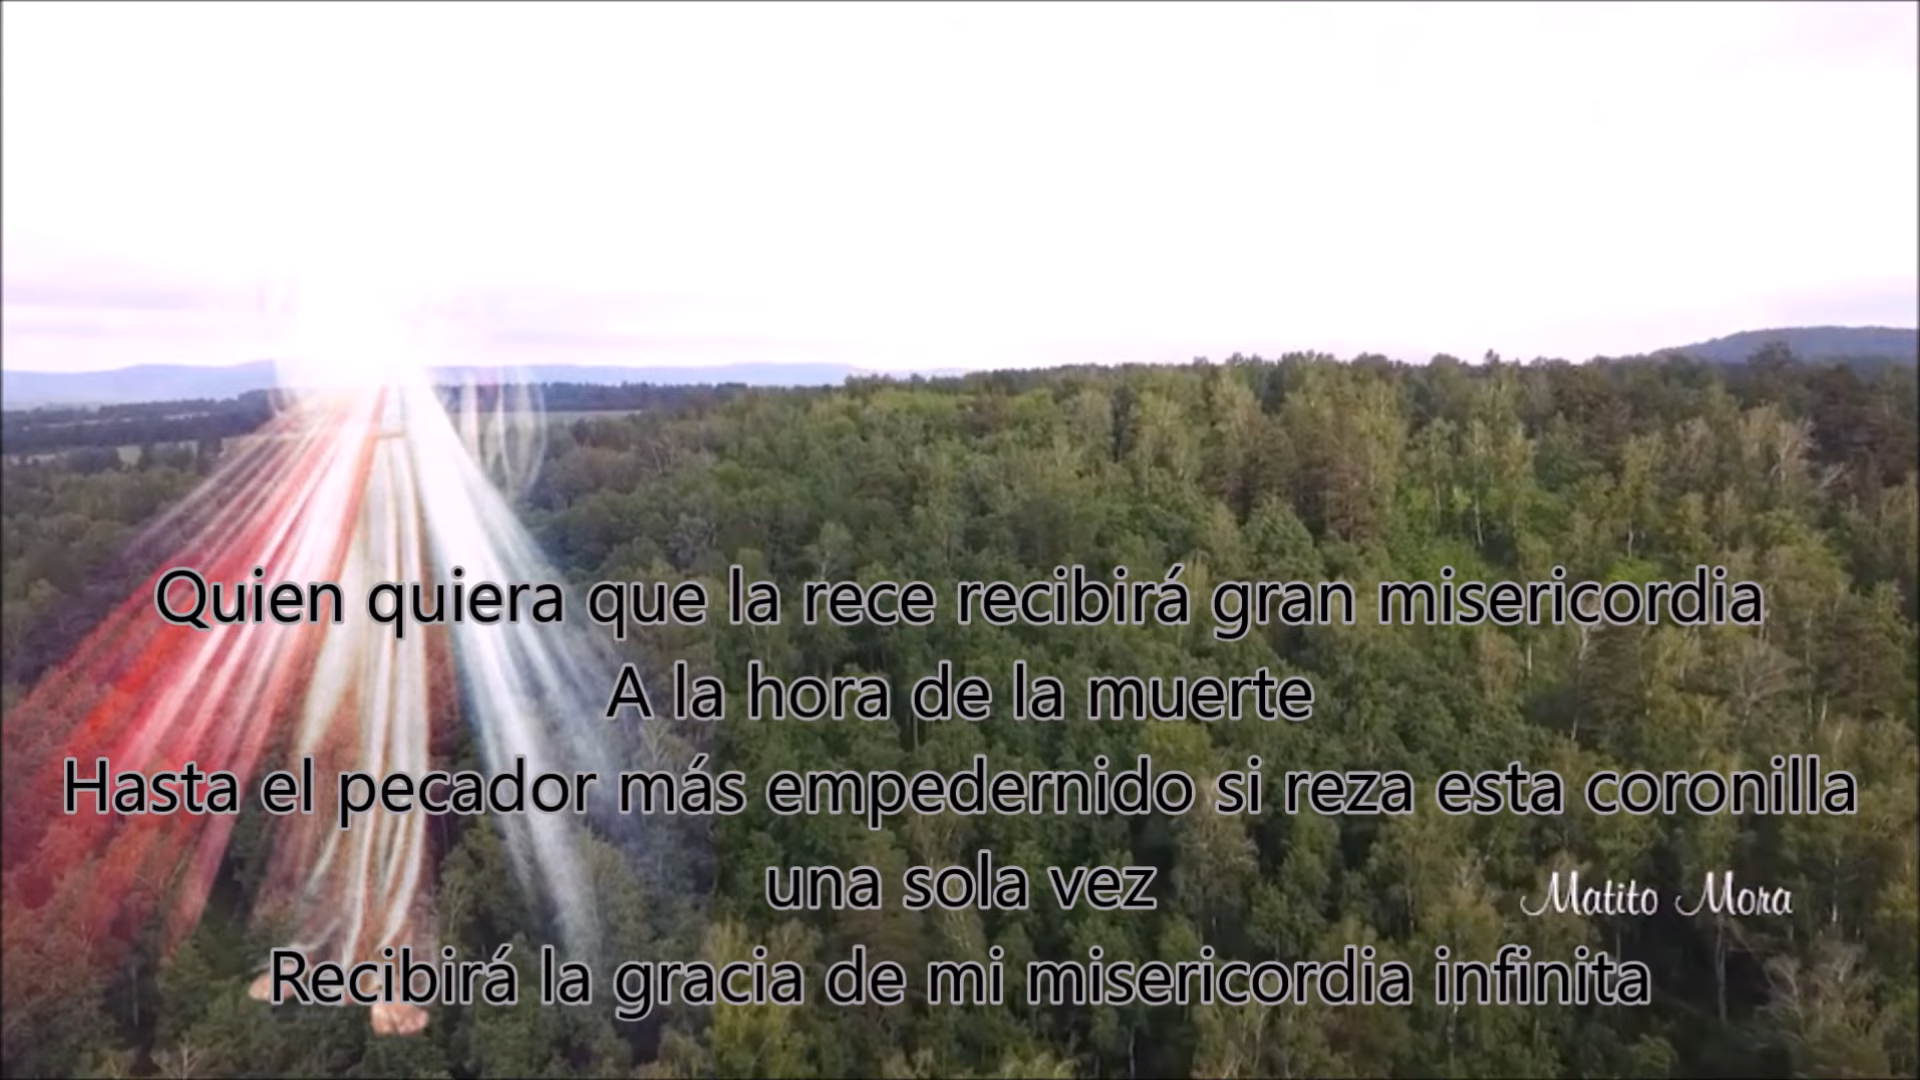 Quien quiera que la rece recibirá gran misericordia
A la hora de la muerte
Hasta el pecador más empedernido si reza esta coronilla
una sola vez
Matito Mora
Recibirá la gracia de mi misericordia infinita